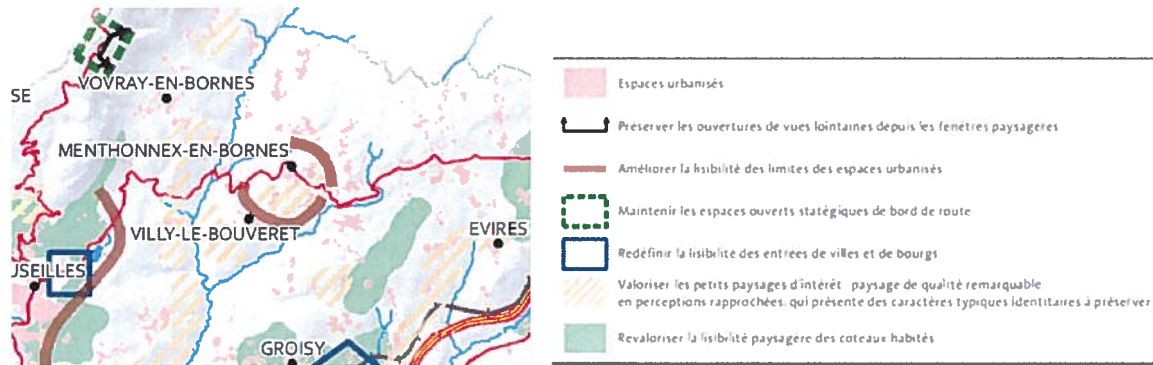 VOVRAY-EN-BORNES
SE
MENTHONNEX-EN-BORNES
VILLY-LE-BOUVERET
EVIRES
JSEILLES
GROISY
Espaces urbanisés
Préserver les ouvertures de vues lointaines depuis les fenêtres paysagères
Améliorer la lisibilité des limites des espaces urbanisés
Maintenir les espaces ouverts statégiques de bord de route
Redéfinir la lisibilité des entrées de villes et de bourgs
Valoriser les petits paysages d'intérêt : paysage de qualité remarquable
en perceptions rapprochées, qui présente des caractères typiques identitaires à préserver
Revaloriser la lisibilité paysagère des coteaux habités